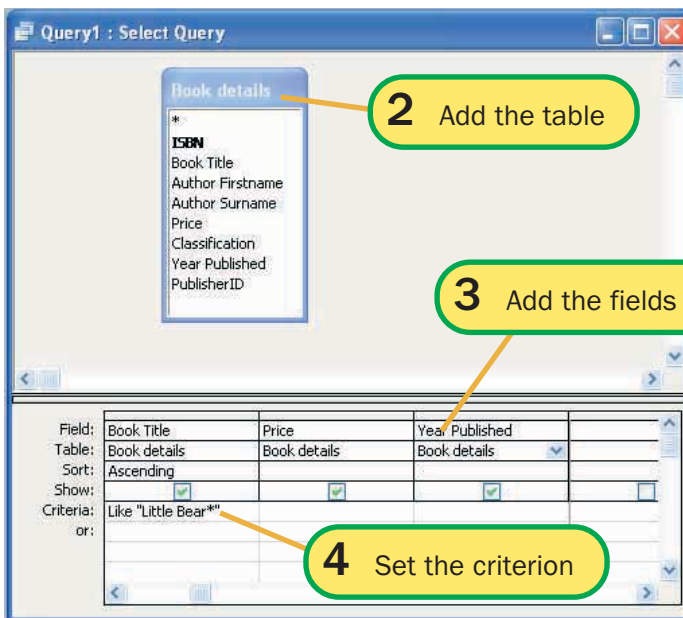 Query1 : Select Query
Book details
2 Add the table
*
ISBN
Book Title
Author Firstname
Author Surname
Price
Classification
Year Published
PublisherID
3 Add the fields
Field: Book Title Price Year Published
Table: Book details Book details Book details
Sort: Ascending
Show:
Criteria: Like "Little Bear*"
or:
4 Set the criterion